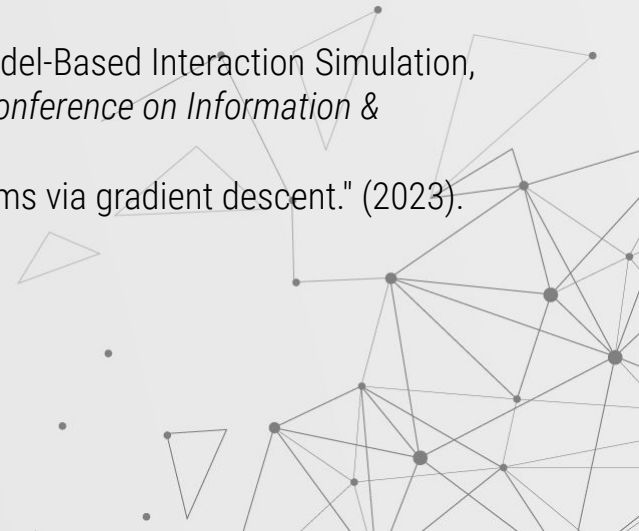 del-Based Interaction Simulation,
onference on Information &
ms via gradient descent." (2023).